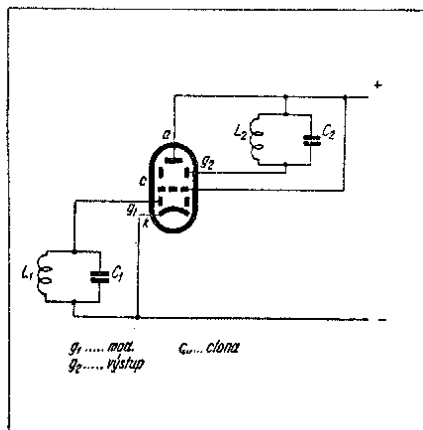 +
a
L₂
C₂
g₂
c
g₁
k
L₁
C₁
−
g₁ ..... mod.
c ..... clona
g₂ ..... výstup